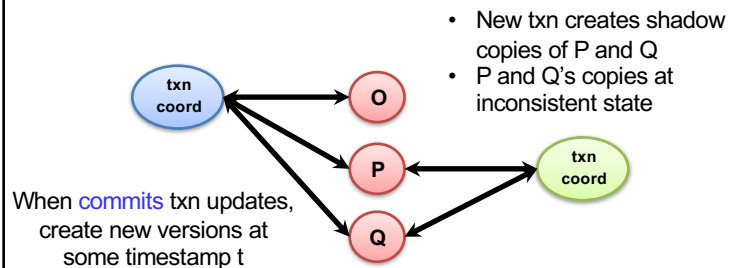 • New txn creates shadow
copies of P and Q
• P and Q's copies at
inconsistent state
txn
coord
O
P
Q
txn
coord
When commits txn updates,
create new versions at
some timestamp t